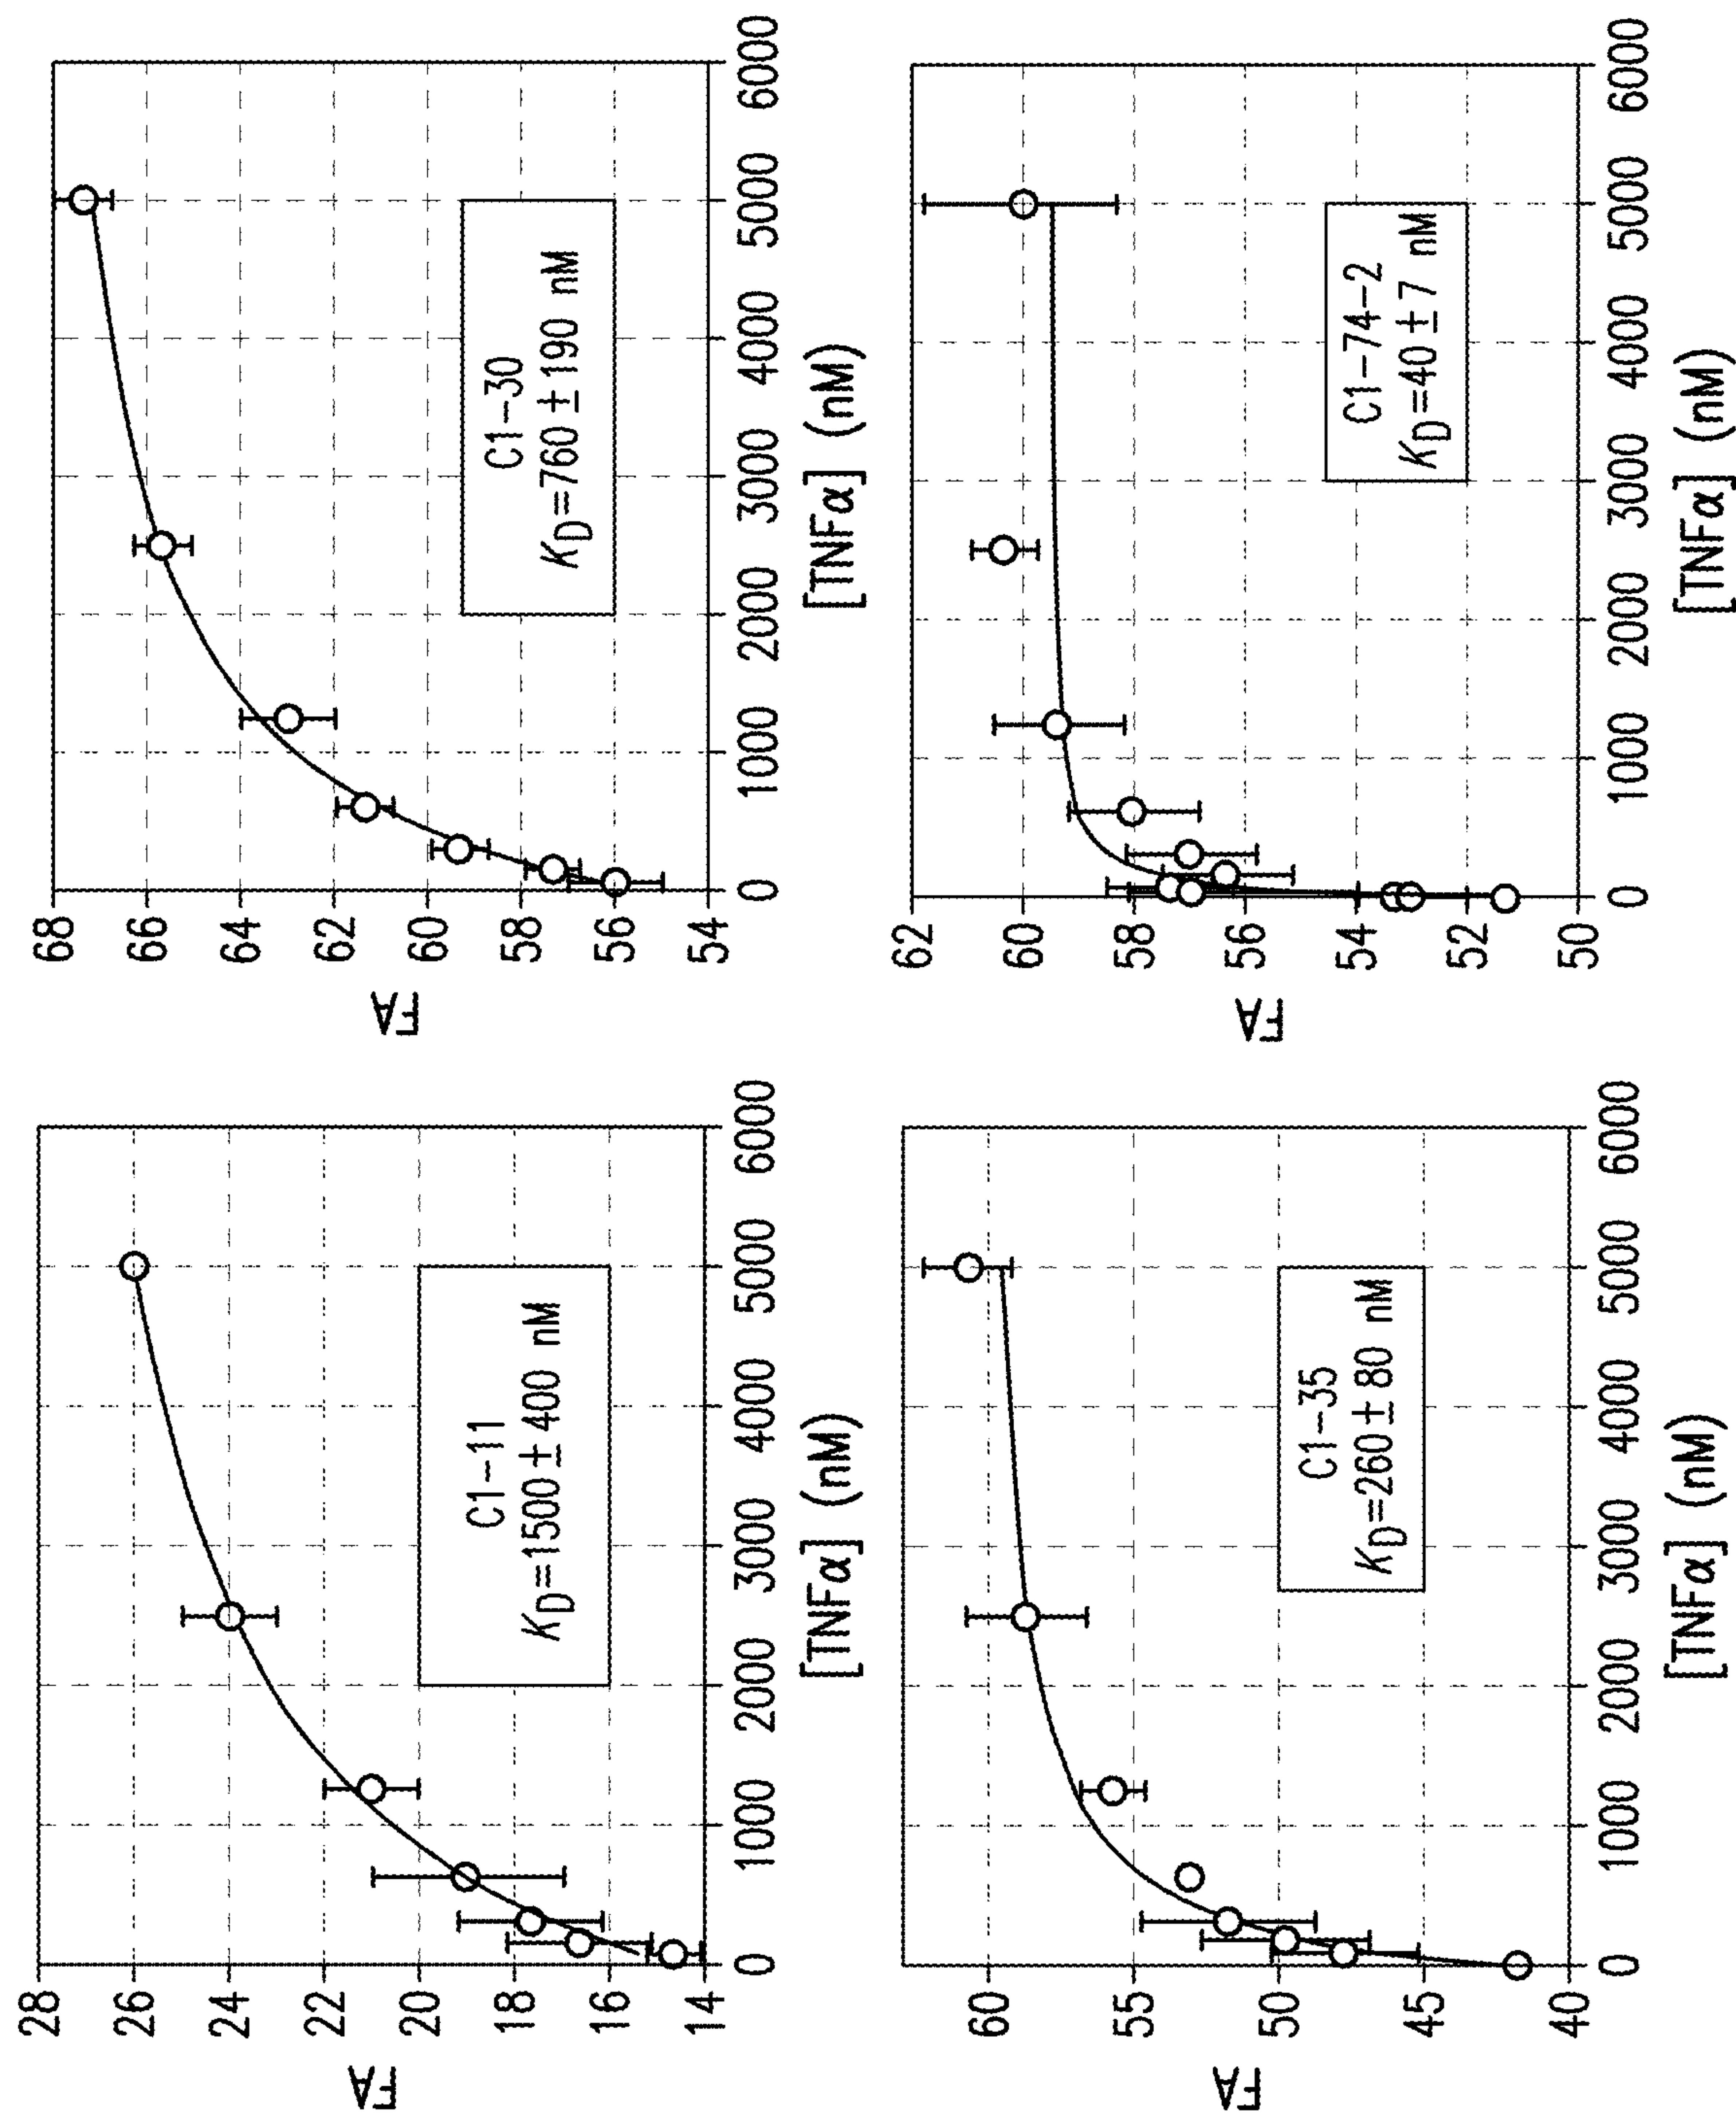 FA
28
26
24
22
20
18
16
14
C1-11
K_D=1500±400 nM
0 1000 2000 3000 4000 5000 6000
[TNFα] (nM)
FA
68
66
64
62
60
58
56
54
C1-30
K_D=760±190 nM
0 1000 2000 3000 4000 5000 6000
[TNFα] (nM)
FA
60
55
50
45
40
C1-35
K_D=260±80 nM
0 1000 2000 3000 4000 5000 6000
[TNFα] (nM)
FA
62
60
58
56
54
52
50
C1-74-2
K_D=40±7 nM
0 1000 2000 3000 4000 5000 6000
[TNFα] (nM)